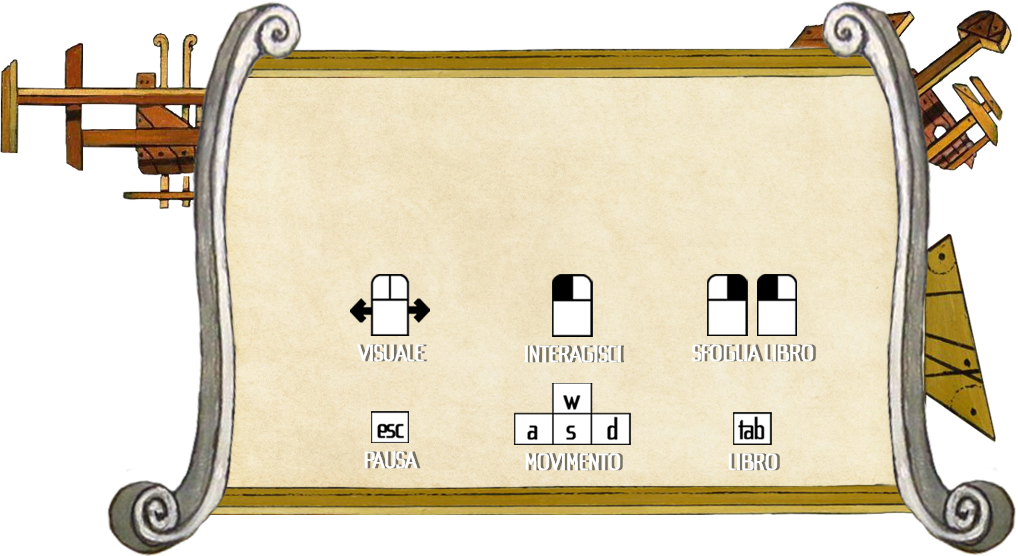 VISUALE INTERAGISCI SFOGLIA LIBRO
w
esc a s d tab
PAUSA MOVIMENTO LIBRO